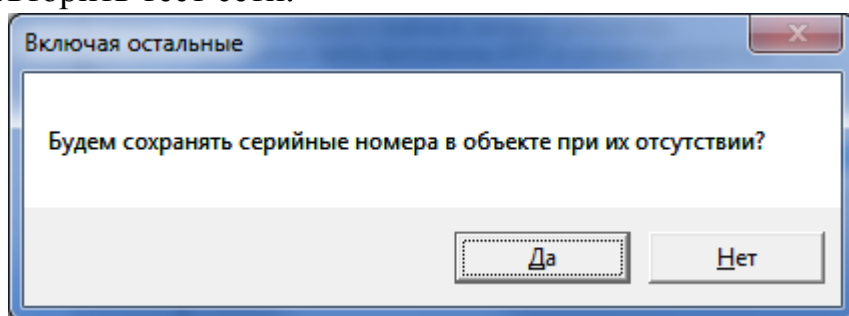 Включая остальные
Будем сохранять серийные номера в объекте при их отсутствии?
Да
Нет